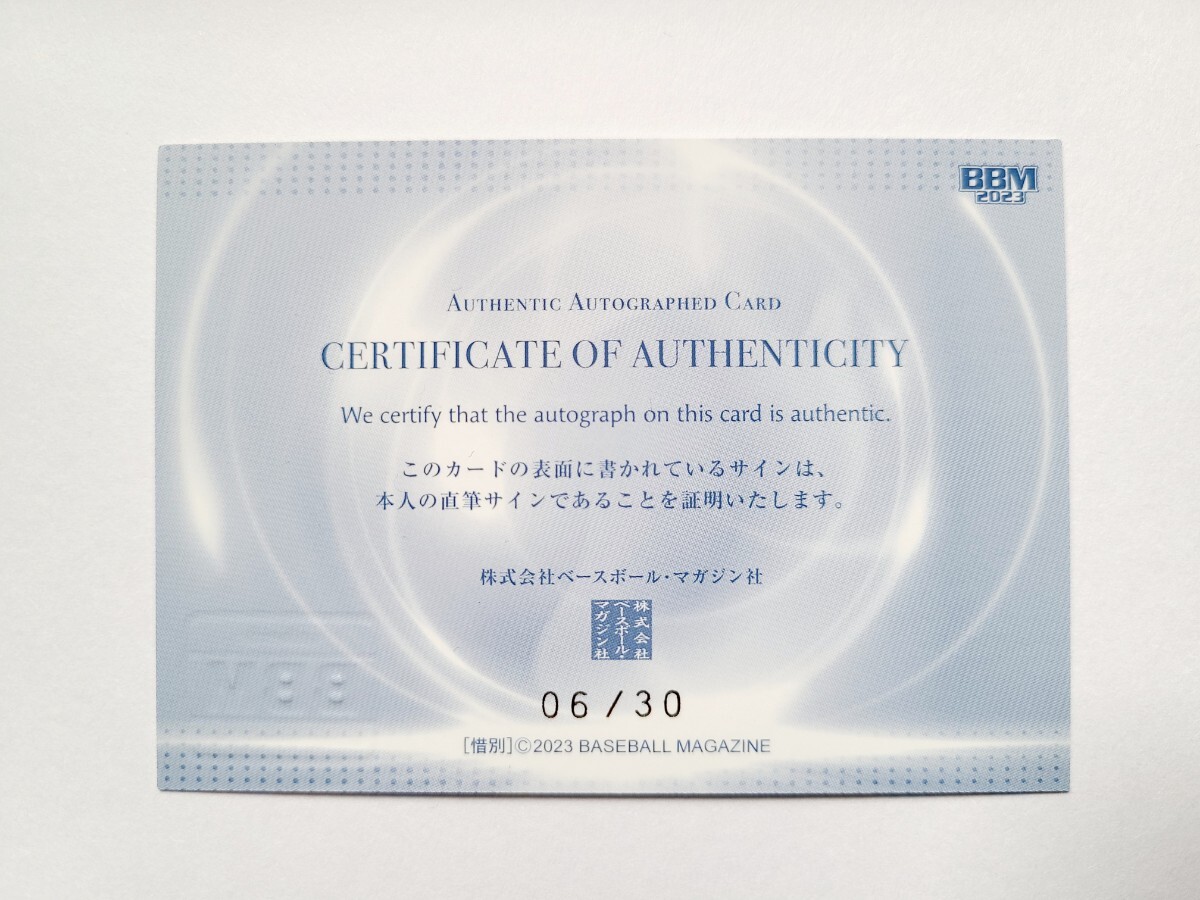 BBM
2023
AUTHENTIC AUTOGRAPHED CARD
CERTIFICATE OF AUTHENTICITY
We certify that the autograph on this card is authentic.
このカードの表面に書かれているサインは、
本人の直筆サインであることを証明いたします。
株式会社ベースボール・マガジン社
株式会社
ベースボール・
マガジン社
06/30
[惜別]©2023 BASEBALL MAGAZINE